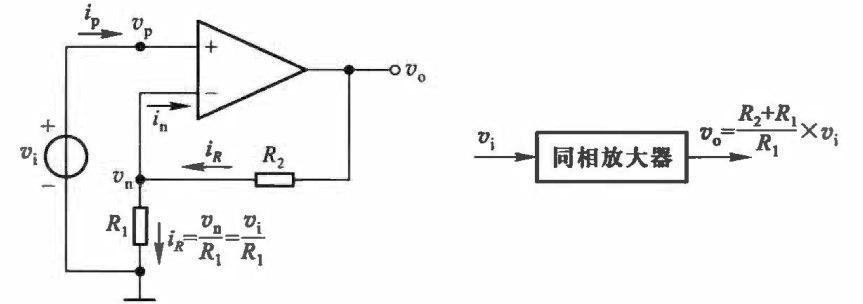 i_p
v_p
+
−
v_o
i_n
+
v_i
−
i_R
R_2
v_n
R_1
i_R=\frac{v_n}{R_1}=\frac{v_i}{R_1}
v_i
同相放大器
v_o=\frac{R_2+R_1}{R_1}×v_i